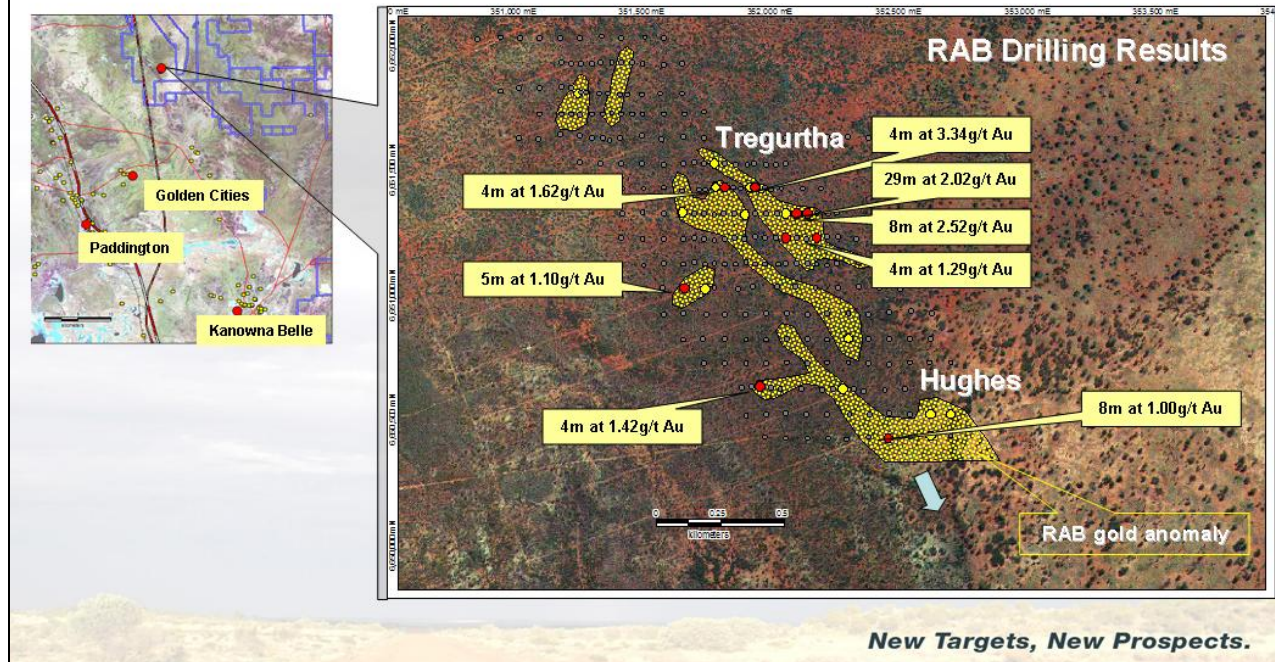 0 mE 351,000 mE 351,500 mE 352,000 mE 352,500 mE 353,000 mE 353,500 mE 354
RAB Drilling Results
Golden Cities
Paddington
Kanowna Belle
kilometers
Tregurtha
4m at 3.34g/t Au
29m at 2.02g/t Au
4m at 1.62g/t Au
8m at 2.52g/t Au
4m at 1.29g/t Au
5m at 1.10g/t Au
Hughes
8m at 1.00g/t Au
4m at 1.42g/t Au
0 0.25 0.5
kilometers
RAB gold anomaly
New Targets, New Prospects.